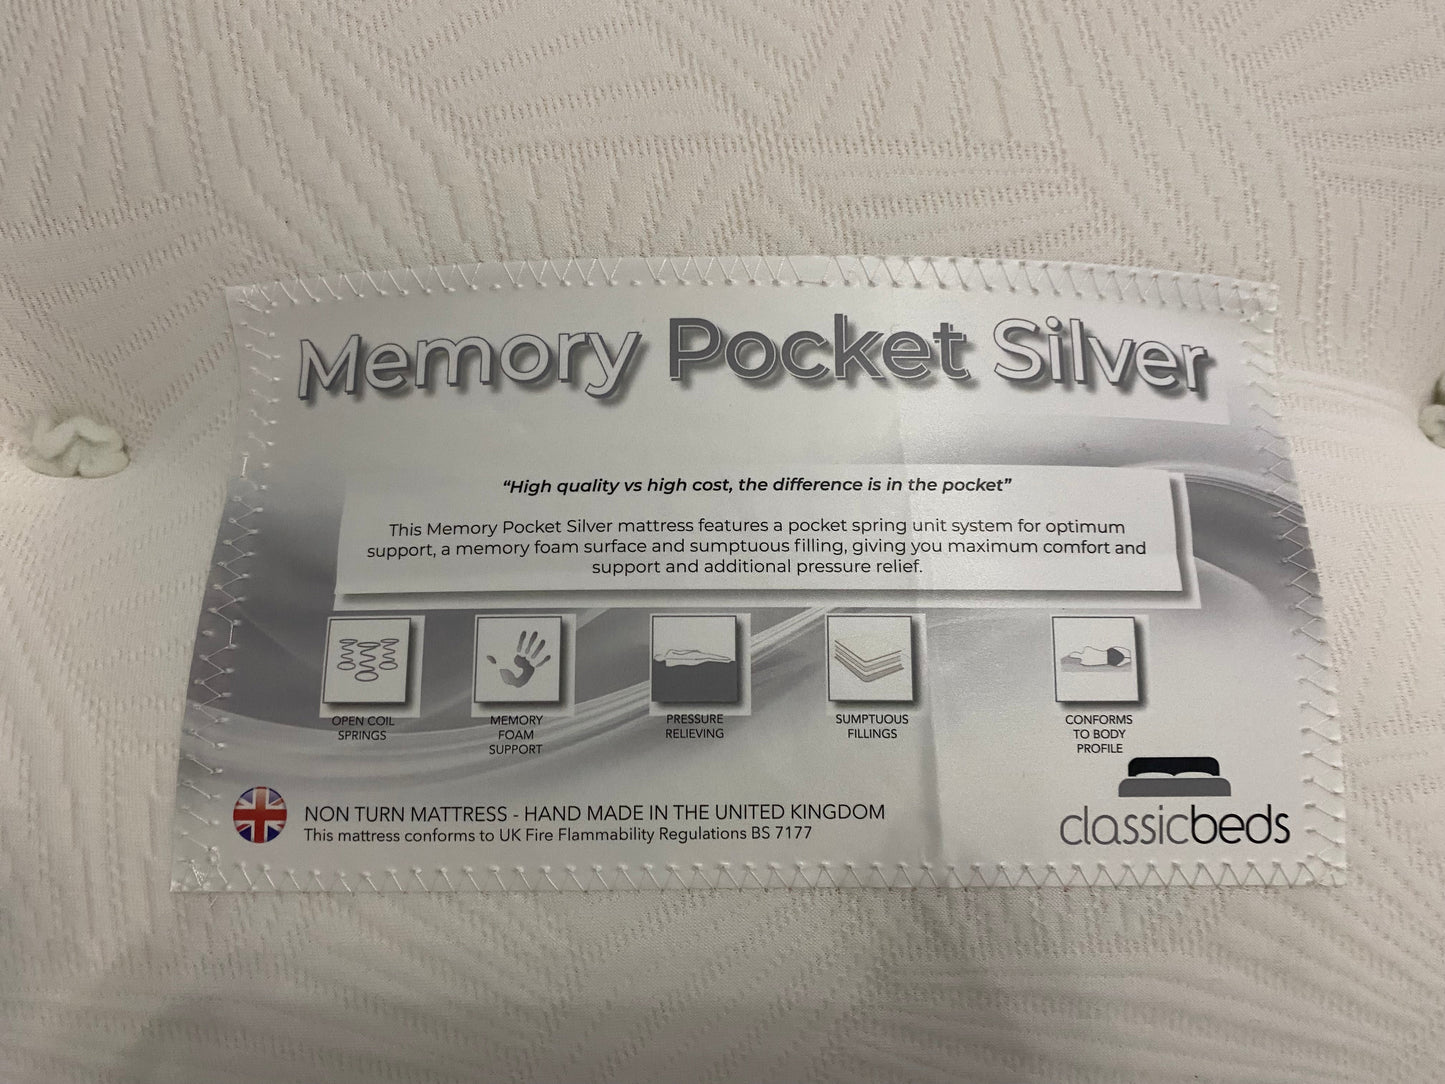 Memory Pocket Silver
“High quality vs high cost, the difference is in the pocket”
This Memory Pocket Silver mattress features a pocket spring unit system for optimum
support, a memory foam surface and sumptuous filling, giving you maximum comfort and
support and additional pressure relief.
OPEN COIL
SPRINGS
MEMORY
FOAM
SUPPORT
PRESSURE
RELIEVING
SUMPTUOUS
FILLINGS
CONFORMS
TO BODY
PROFILE
NON TURN MATTRESS - HAND MADE IN THE UNITED KINGDOM
This mattress conforms to UK Fire Flammability Regulations BS 7177
classicbeds